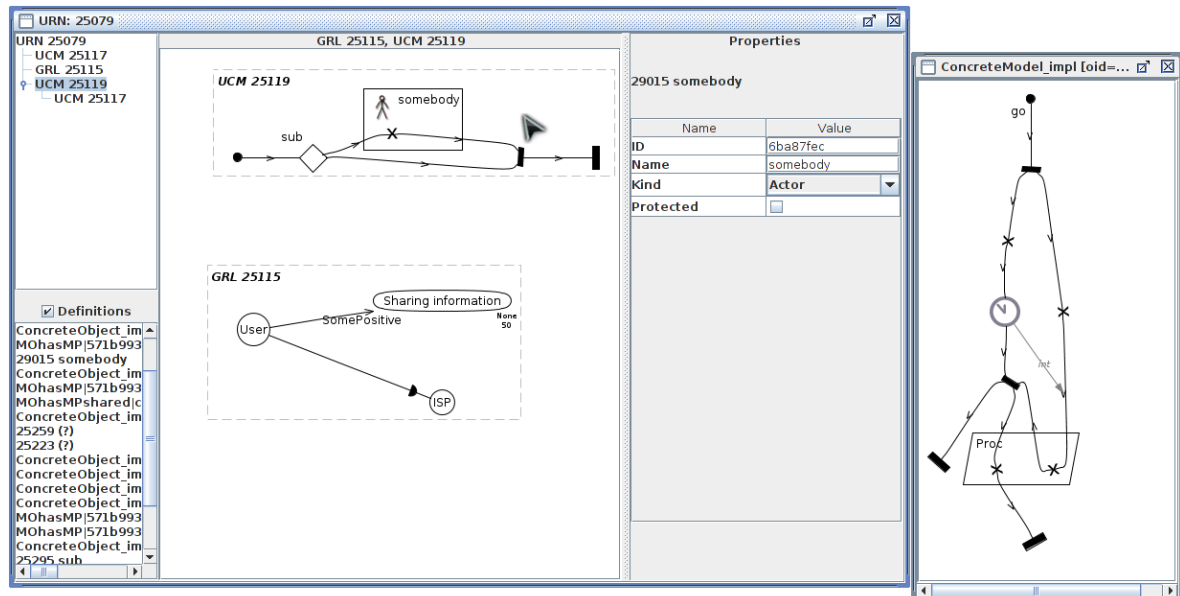 URN: 25079
URN 25079
UCM 25117
GRL 25115
UCM 25119
UCM 25117
Definitions
ConcreteObject_im
MOhasMP|571b993
29015 somebody
ConcreteObject_im
MOhasMP|571b993
MOhasMPshared|c
ConcreteObject_im
25259 (?)
25223 (?)
ConcreteObject_im
ConcreteObject_im
ConcreteObject_im
ConcreteObject_im
MOhasMP|571b993
MOhasMP|571b993
ConcreteObject_im
25295 sub
GRL 25115, UCM 25119
UCM 25119
somebody
sub
GRL 25115
Sharing information
None
50
SomePositive
User
ISP
Properties
29015 somebody
Name Value
ID 6ba87fec
Name somebody
Kind Actor
Protected
ConcreteModel_impl [oid=...
go
int
Proc